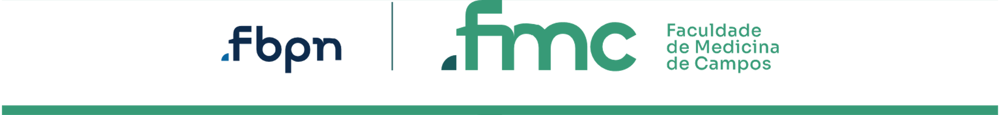 .fbpn
.fmc
Faculdade
de Medicina
de Campos